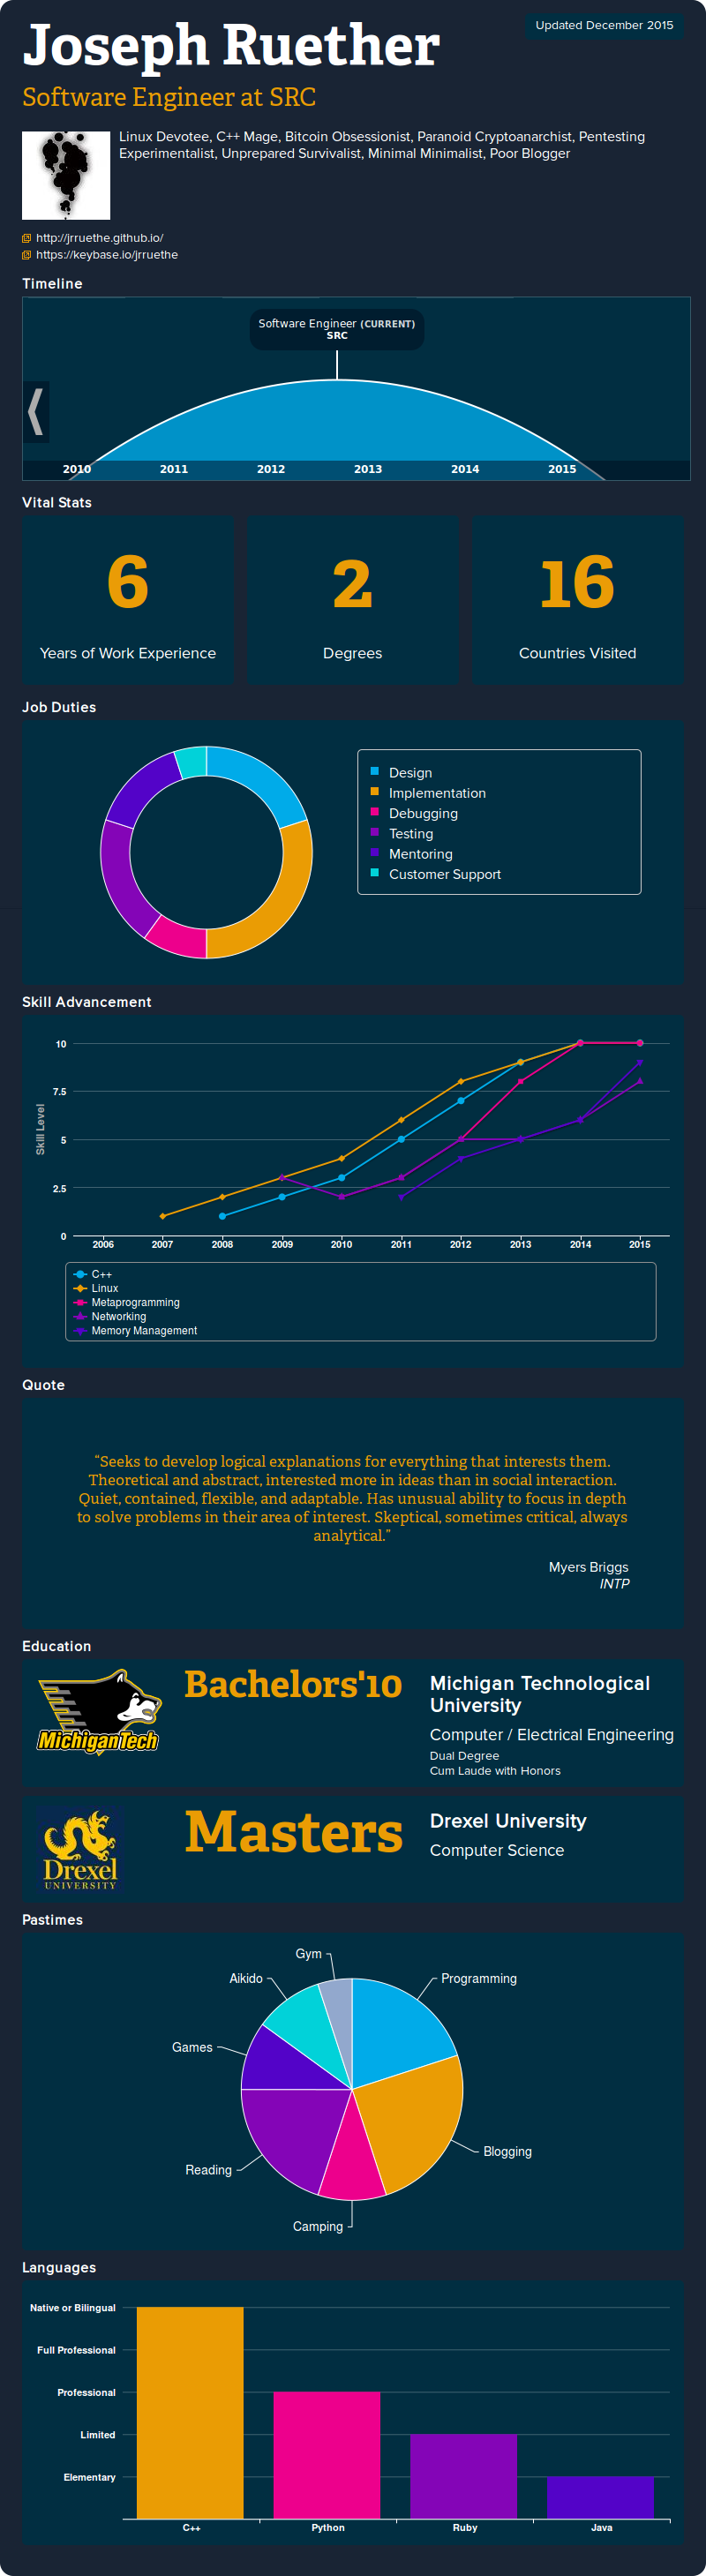 Joseph Ruether
Updated December 2015
Software Engineer at SRC
Linux Devotee, C++ Mage, Bitcoin Obsessionist, Paranoid Cryptoanarchist, Pentesting
Experimentalist, Unprepared Survivalist, Minimal Minimalist, Poor Blogger
http://jrruethe.github.io/
https://keybase.io/jrruethe
Timeline
Software Engineer (CURRENT)
SRC
2010 2011 2012 2013 2014 2015
Vital Stats
6 2 16
Years of Work Experience Degrees Countries Visited
Job Duties
Design
Implementation
Debugging
Testing
Mentoring
Customer Support
Skill Advancement
10
7.5
5
2.5
0
Skill Level
2006 2007 2008 2009 2010 2011 2012 2013 2014 2015
C++
Linux
Metaprogramming
Networking
Memory Management
Quote
"Seeks to develop logical explanations for everything that interests them.
Theoretical and abstract, interested more in ideas than in social interaction.
Quiet, contained, flexible, and adaptable. Has unusual ability to focus in depth
to solve problems in their area of interest. Skeptical, sometimes critical, always
analytical."
Myers Briggs
INTP
Education
MichiganTech
Bachelors'10
Michigan Technological
University
Computer / Electrical Engineering
Dual Degree
Cum Laude with Honors
Drexel
UNIVERSITY
Masters
Drexel University
Computer Science
Pastimes
Gym
Aikido
Programming
Games
Blogging
Reading
Camping
Languages
Native or Bilingual
Full Professional
Professional
Limited
Elementary
C++ Python Ruby Java